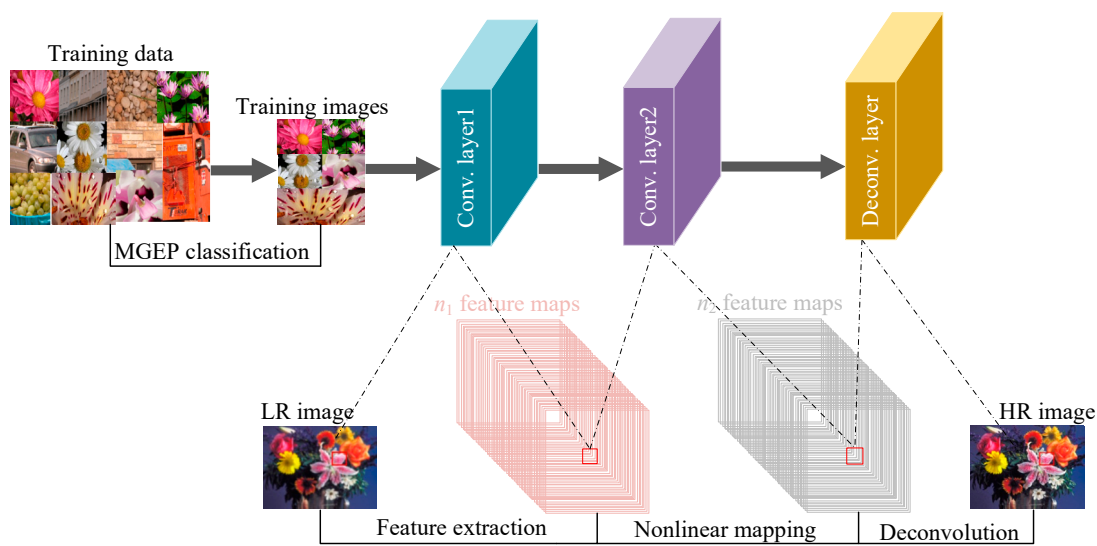 Training data
Training images
MGEP classification
Conv. layer1
Conv. layer2
Deconv. layer
n₁ feature maps
n₂ feature maps
LR image
HR image
Feature extraction
Nonlinear mapping
Deconvolution